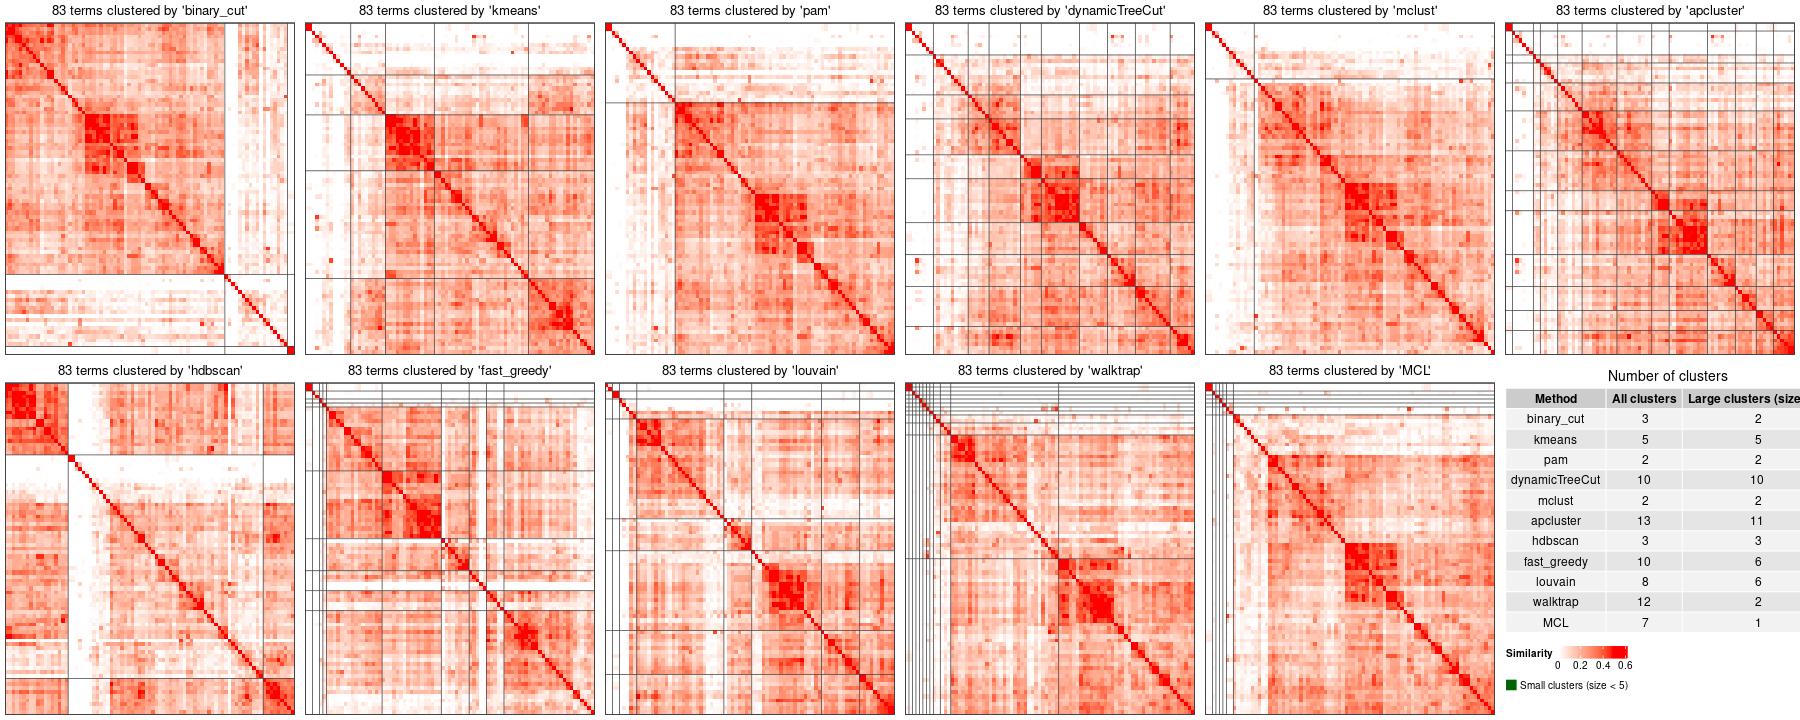 83 terms clustered by 'binary_cut'
83 terms clustered by 'kmeans'
83 terms clustered by 'pam'
83 terms clustered by 'dynamicTreeCut'
83 terms clustered by 'mclust'
83 terms clustered by 'apcluster'
83 terms clustered by 'hdbscan'
83 terms clustered by 'fast_greedy'
83 terms clustered by 'louvain'
83 terms clustered by 'walktrap'
83 terms clustered by 'MCL'
Number of clusters
Method All clusters Large clusters (size
binary_cut 3 2
kmeans 5 5
pam 2 2
dynamicTreeCut 10 10
mclust 2 2
apcluster 13 11
hdbscan 3 3
fast_greedy 10 6
louvain 8 6
walktrap 12 2
MCL 7 1
Similarity
0 0.2 0.4 0.6
Small clusters (size < 5)